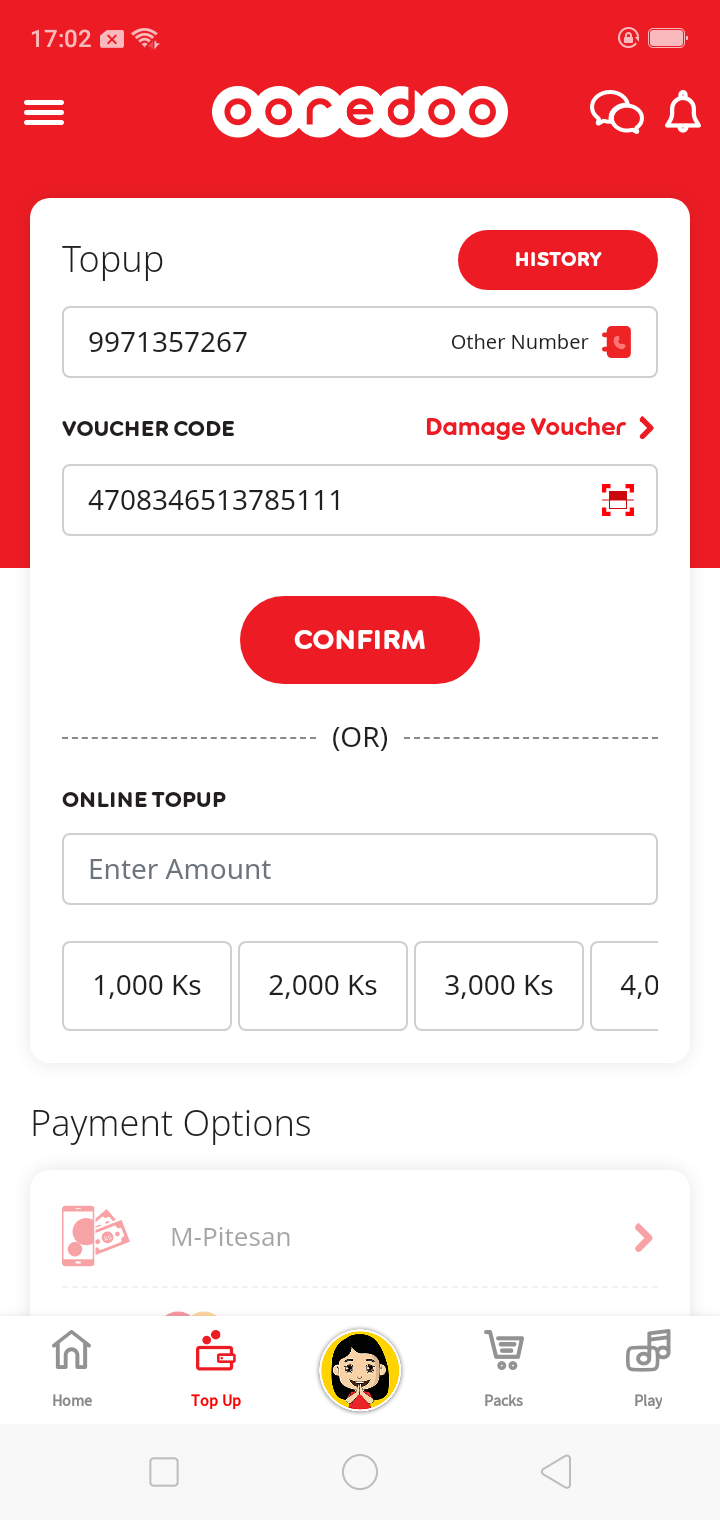 17:02
ooredoo
Topup
HISTORY
9971357267 Other Number
VOUCHER CODE Damage Voucher
4708346513785111
CONFIRM
(OR)
ONLINE TOPUP
Enter Amount
1,000 Ks 2,000 Ks 3,000 Ks 4,0
Payment Options
M-Pitesan
Home Top Up Packs Play